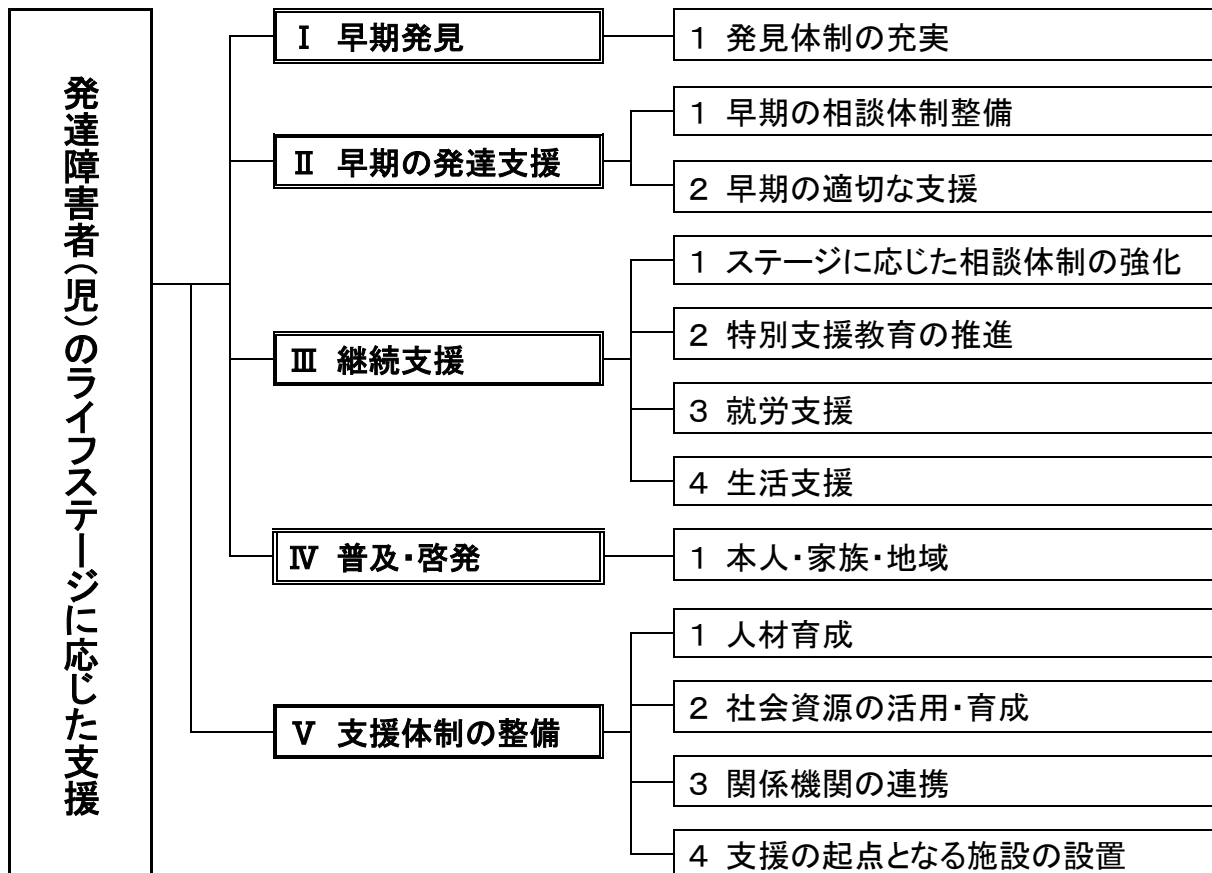 発達障害者（児）のライフステージに応じた支援
Ⅰ 早期発見
1 発見体制の充実
Ⅱ 早期の発達支援
1 早期の相談体制整備
2 早期の適切な支援
Ⅲ 継続支援
1 ステージに応じた相談体制の強化
2 特別支援教育の推進
3 就労支援
4 生活支援
Ⅳ 普及・啓発
1 本人・家族・地域
Ⅴ 支援体制の整備
1 人材育成
2 社会資源の活用・育成
3 関係機関の連携
4 支援の起点となる施設の設置